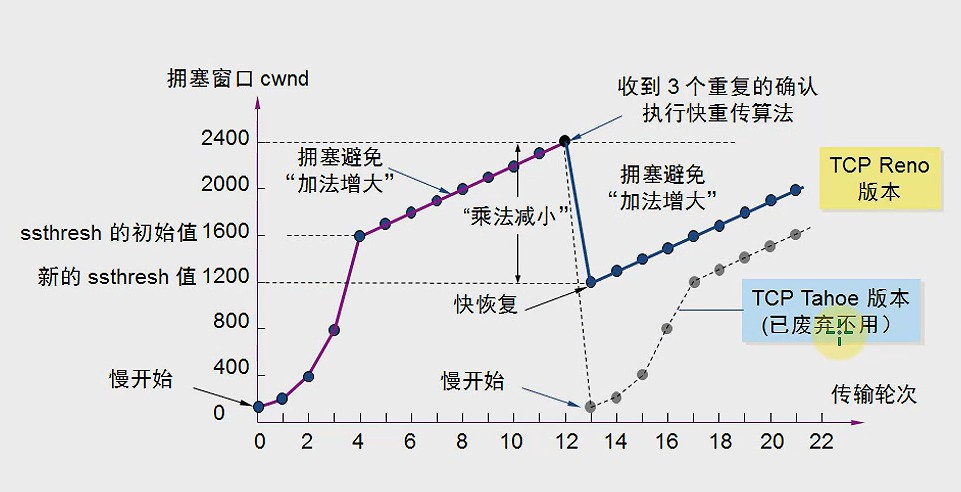 拥塞窗口 cwnd
收到 3 个重复的确认
执行快重传算法
2400
拥塞避免
“加法增大”
拥塞避免
“加法增大”
TCP Reno
版本
2000
“乘法减小”
ssthresh 的初始值 1600
新的 ssthresh 值 1200
快恢复
TCP Tahoe 版本
(已废弃不用）
800
慢开始
400
慢开始
传输轮次
0
0 2 4 6 8 10 12 14 16 18 20 22